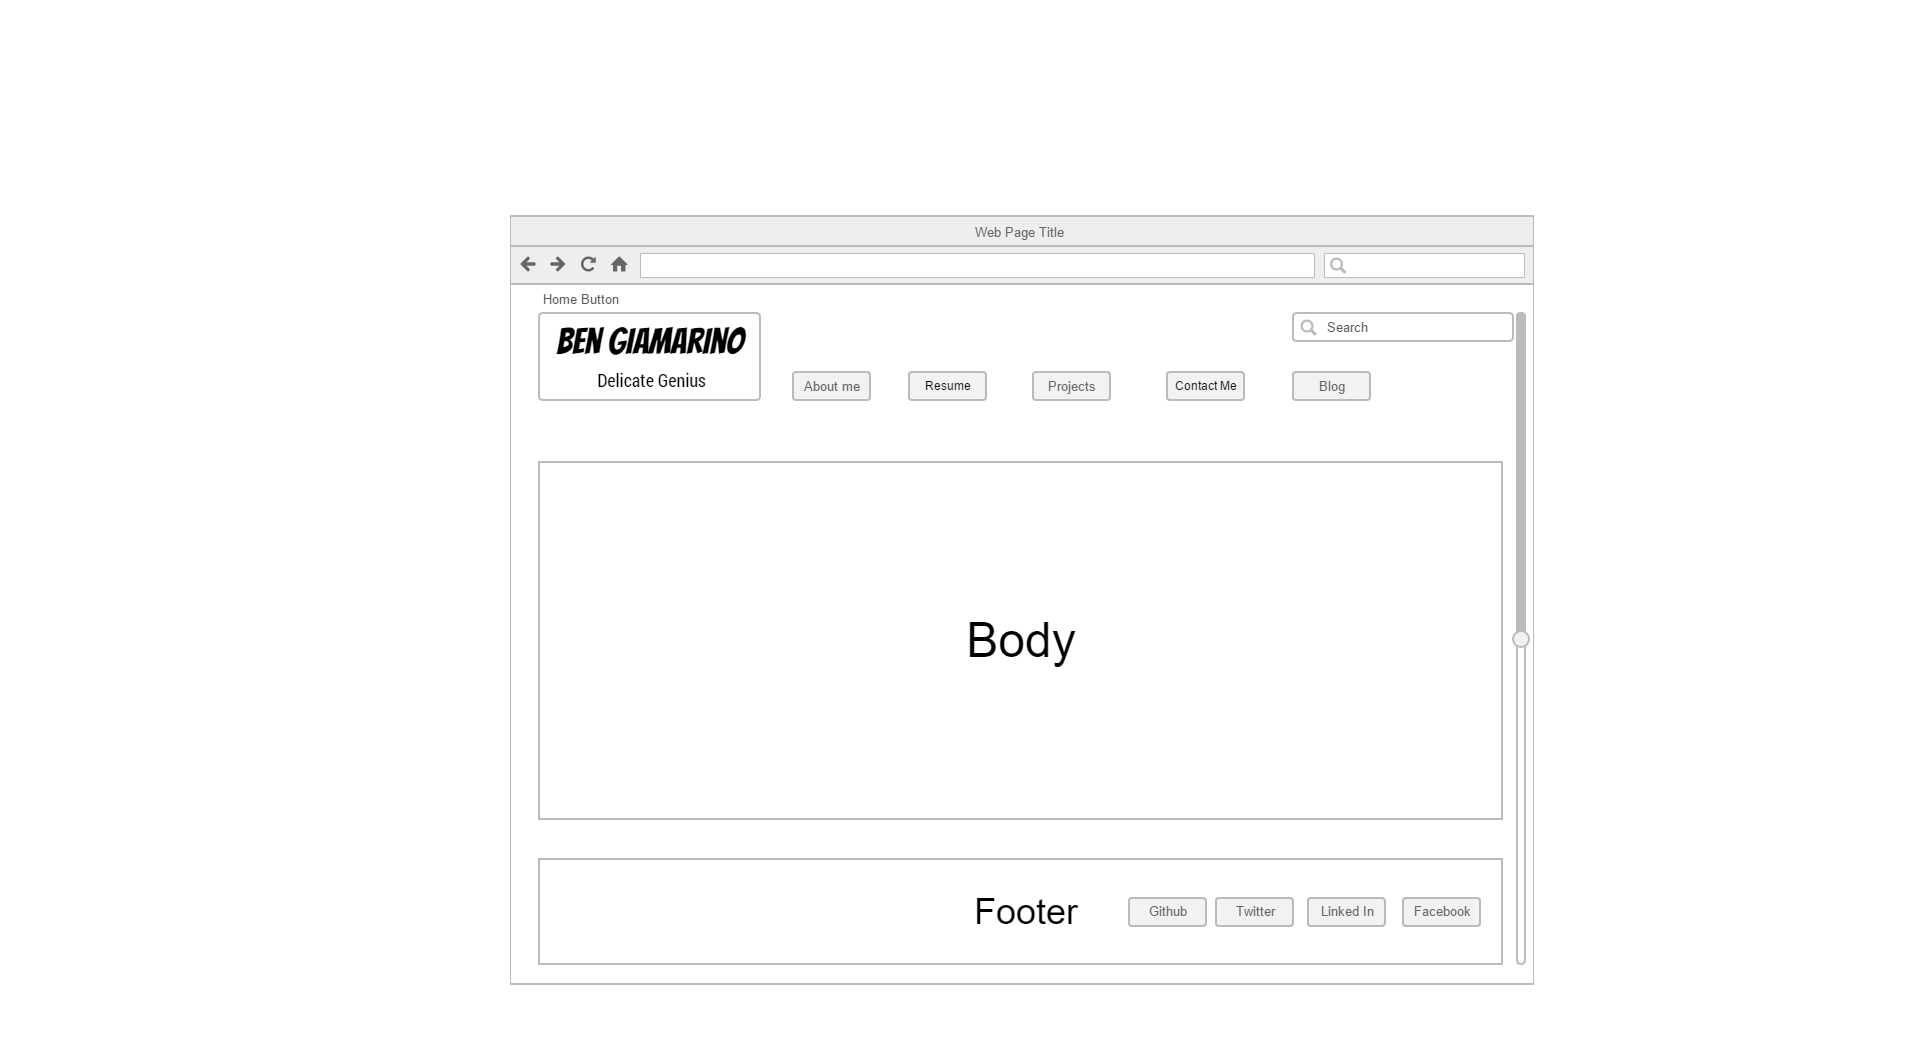 Web Page Title
Home Button
BEN GIAMARINO
Delicate Genius
Search
About me
Resume
Projects
Contact Me
Blog
Body
Footer
Github
Twitter
Linked In
Facebook